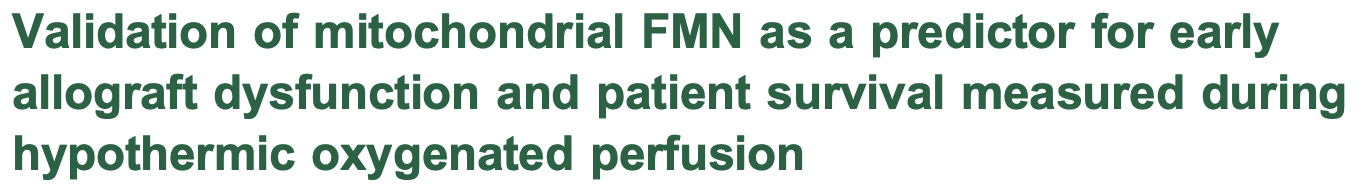 Validation of mitochondrial FMN as a predictor for early
allograft dysfunction and patient survival measured during
hypothermic oxygenated perfusion